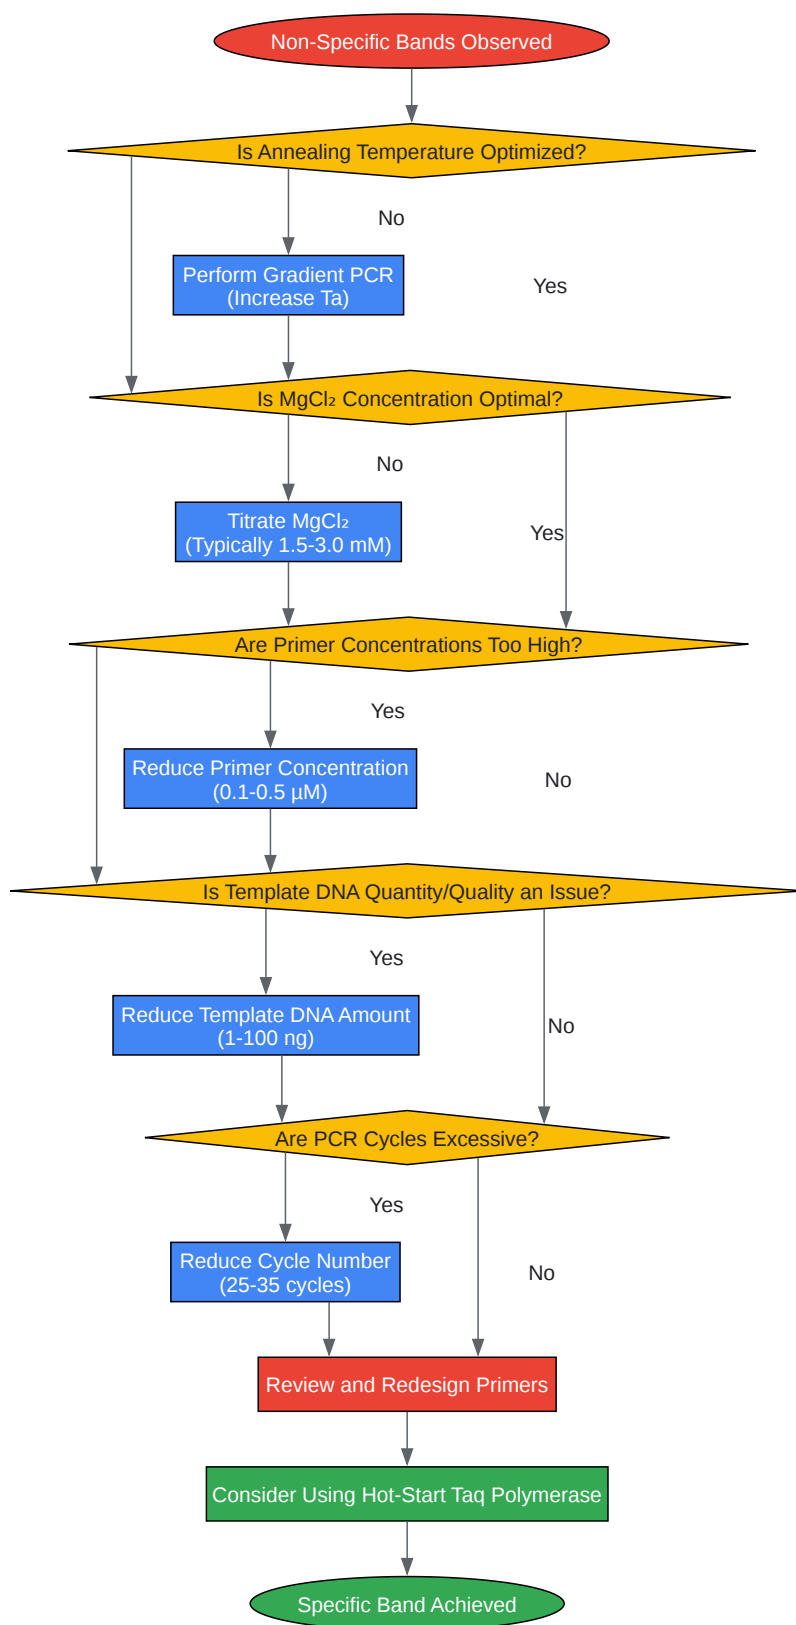 Non-Specific Bands Observed
Is Annealing Temperature Optimized?
No
Perform Gradient PCR
(Increase Ta)
Yes
Is MgCl₂ Concentration Optimal?
No
Titrate MgCl₂
(Typically 1.5-3.0 mM)
Yes
Are Primer Concentrations Too High?
Yes
Reduce Primer Concentration
(0.1-0.5 µM)
No
Is Template DNA Quantity/Quality an Issue?
Yes
Reduce Template DNA Amount
(1-100 ng)
No
Are PCR Cycles Excessive?
Yes
Reduce Cycle Number
(25-35 cycles)
No
Review and Redesign Primers
Consider Using Hot-Start Taq Polymerase
Specific Band Achieved